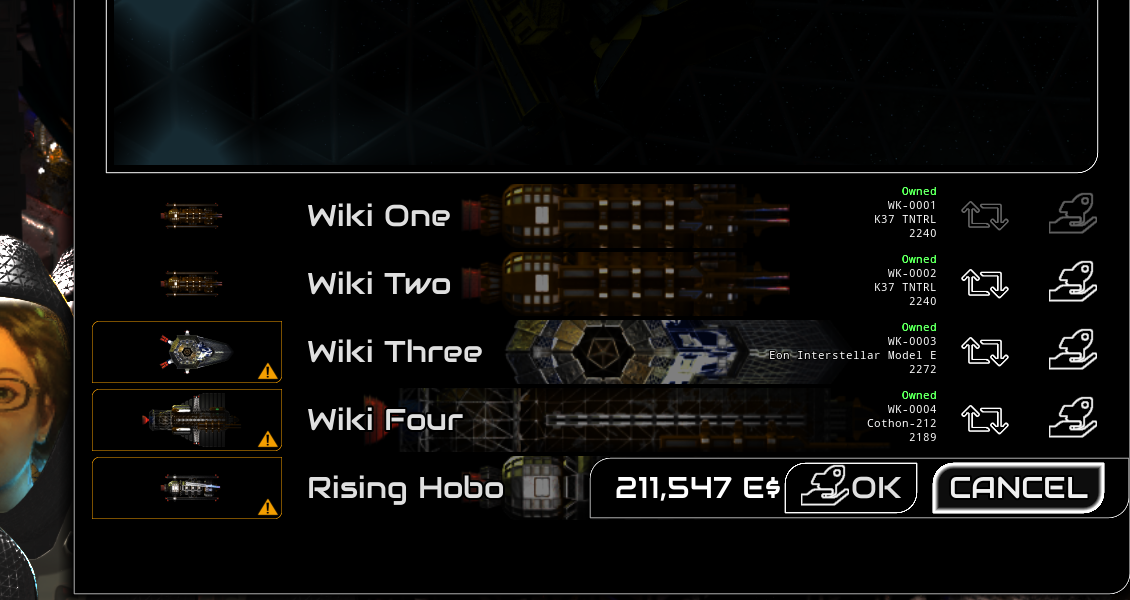 Wiki One
Owned
WK-0001
K37 TNTRL
2240
Wiki Two
Owned
WK-0002
K37 TNTRL
2240
Wiki Three
Owned
WK-0003
Eon Interstellar Model E
2272
Wiki Four
Owned
WK-0004
Cothon-212
2189
Rising Hobo
211,547 E$
OK
CANCEL